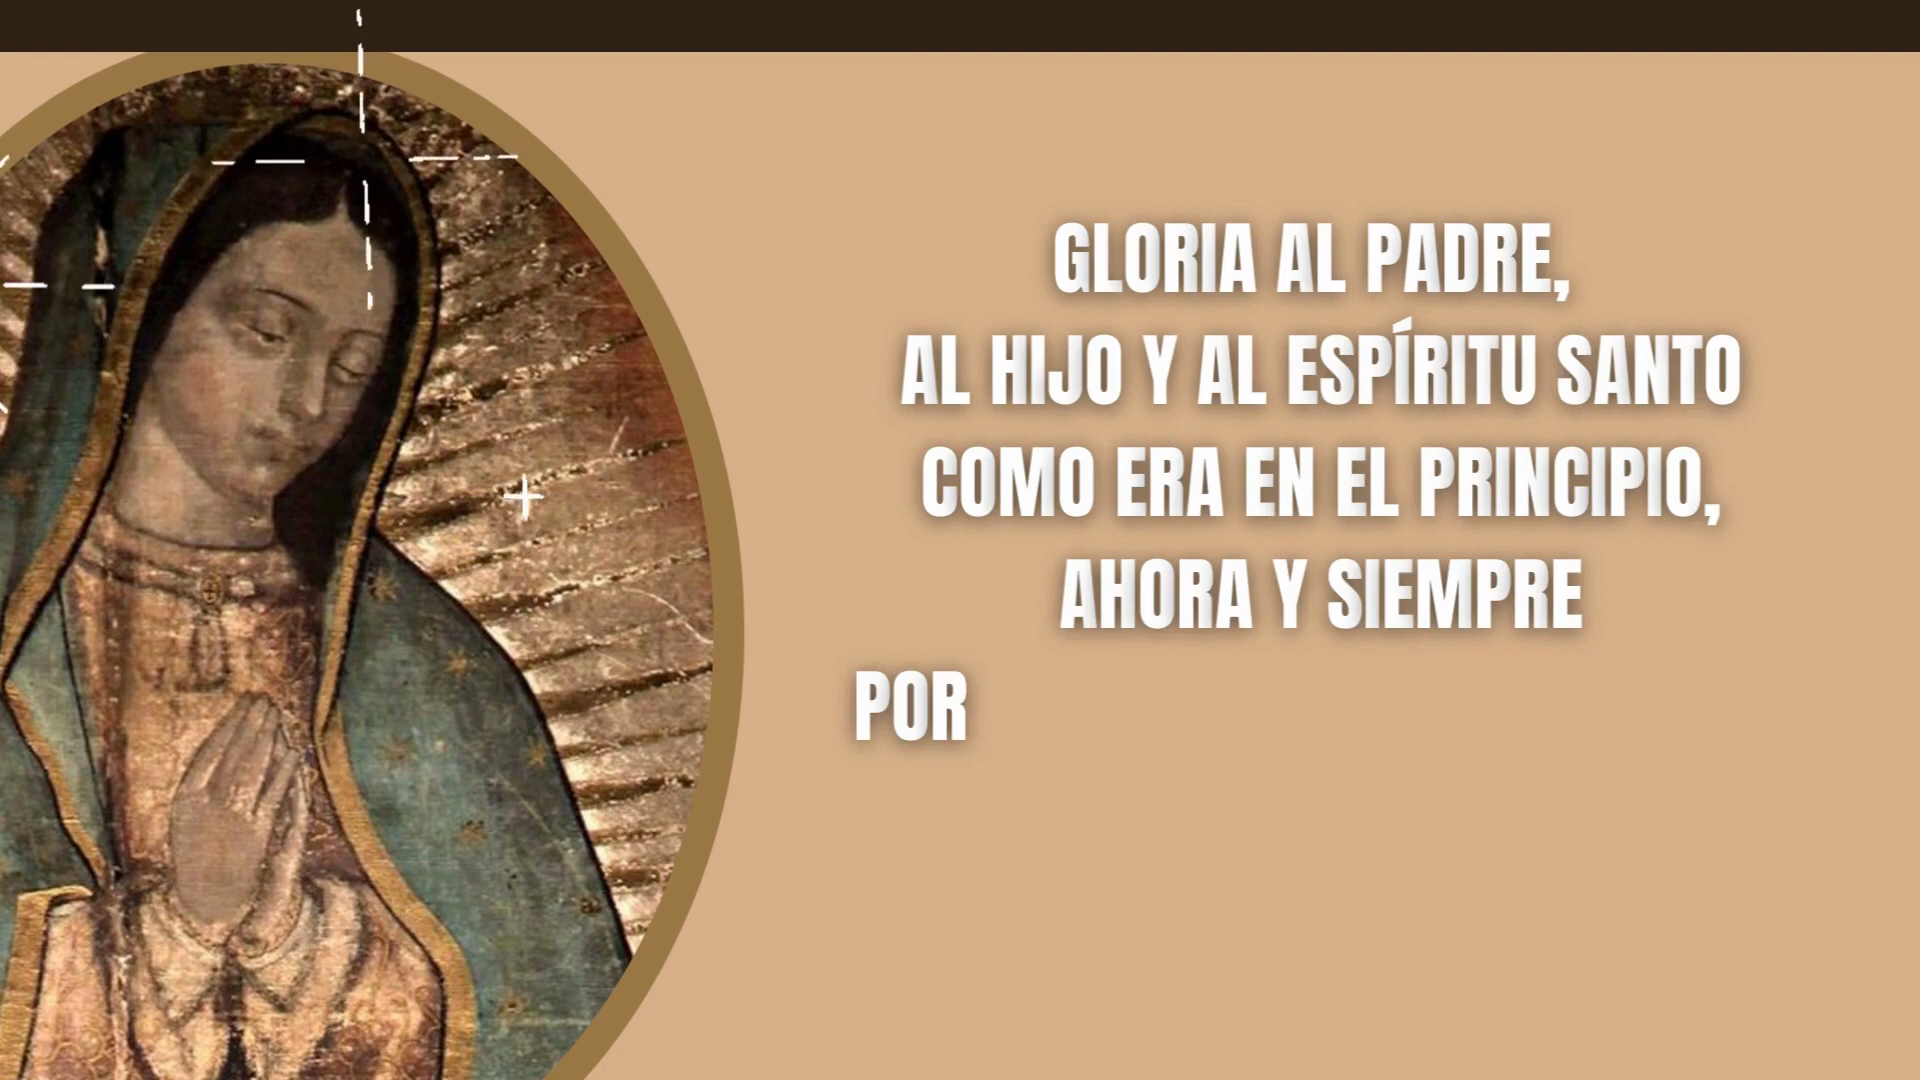 GLORIA AL PADRE,
AL HIJO Y AL ESPÍRITU SANTO
COMO ERA EN EL PRINCIPIO,
AHORA Y SIEMPRE
POR